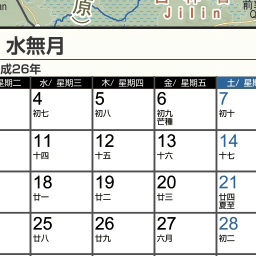 原
Jilin
水無月
成26年
星期二 水/ 星期三 木/ 星期四 金/ 星期五 土/ 星期
4 5 6 7
初七 初八 初九 初十
芒種
11 12 13 14
十四 十五 十六 十七
18 19 20 21
廿一 廿二 廿三 廿四
夏至
25 26 27 28
廿八 廿九 六月 初二